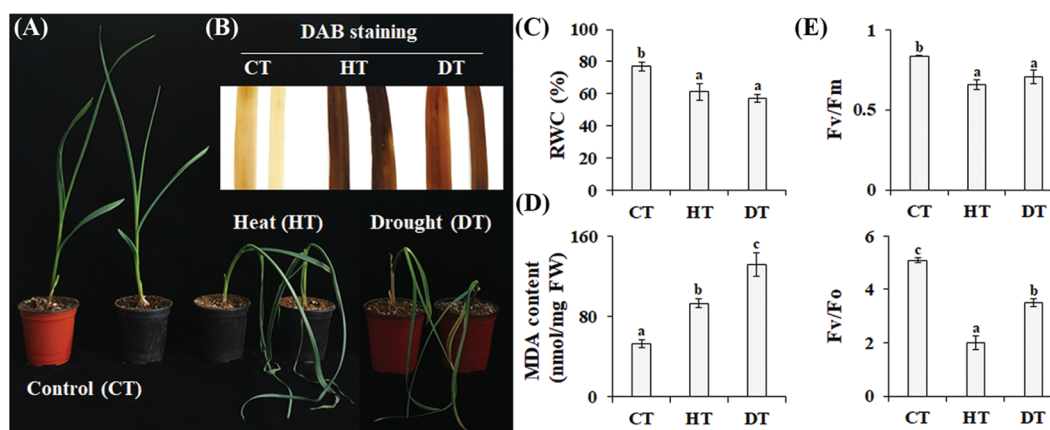 (A)
(B)
DAB staining
CT HT DT
Heat (HT) Drought (DT)
Control (CT)
(C)
RWC (%)
100
80
60
40
20
0
b
a
a
CT HT DT
(D)
MDA content
(nmol/mg FW)
160
80
0
a
b
c
CT HT DT
(E)
Fv/Fm
1
0.5
0
b
a
a
CT HT DT
Fv/Fo
6
4
2
0
c
a
b
CT HT DT